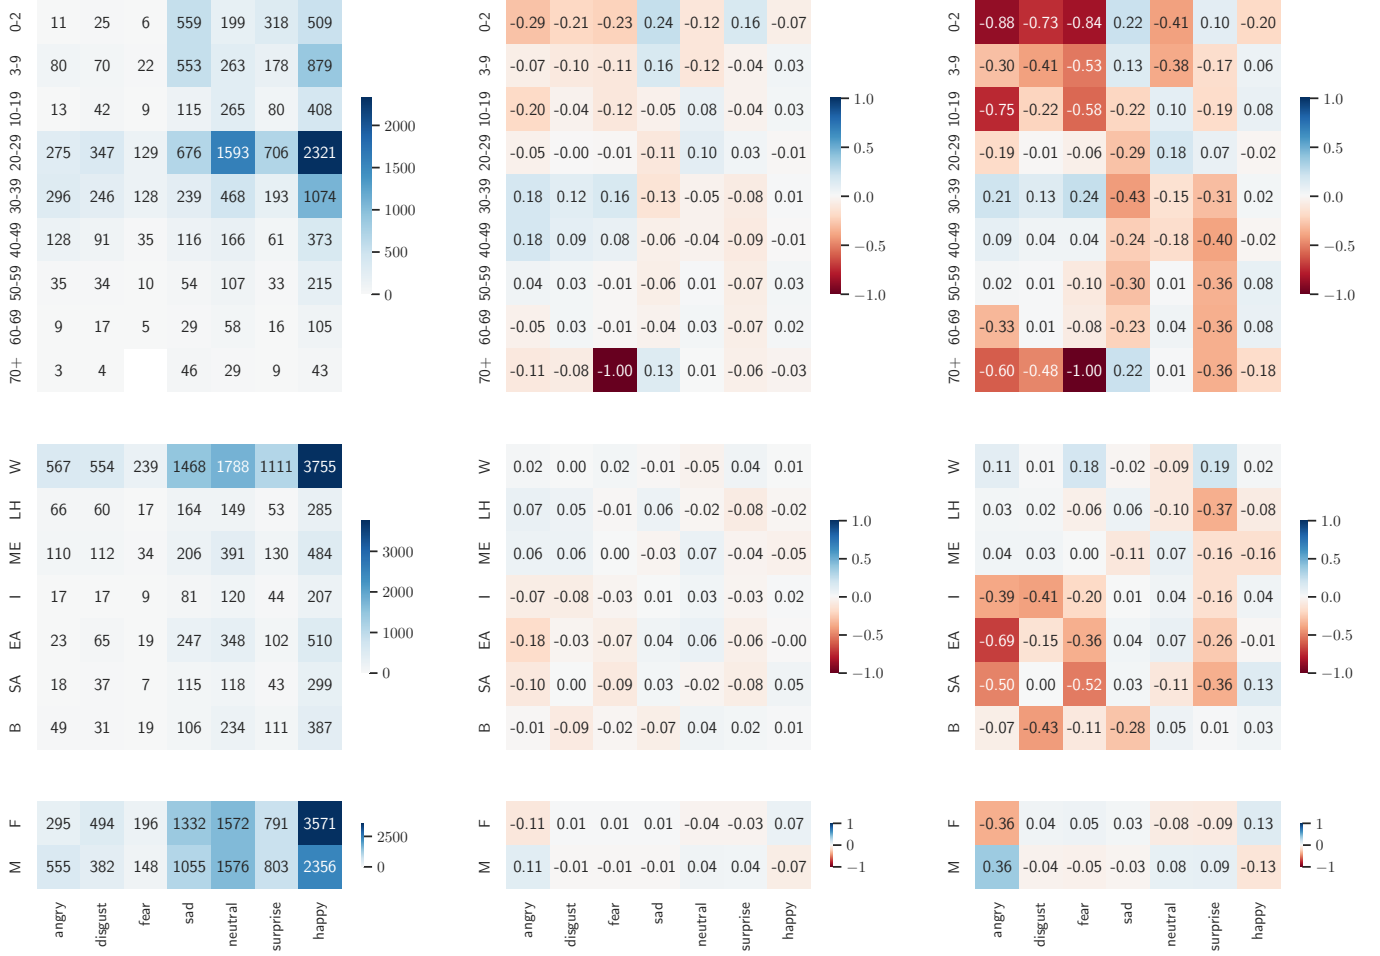 0-2 11 25 6 559 199 318 509
3-9 80 70 22 553 263 178 879
10-19 13 42 9 115 265 80 408
20-29 275 347 129 676 1593 706 2321
30-39 296 246 128 239 468 193 1074
40-49 128 91 35 116 166 61 373
50-59 35 34 10 54 107 33 215
60-69 9 17 5 29 58 16 105
70+ 3 4 46 29 9 43
2000
1500
1000
500
0
0-2 -0.29 -0.21 -0.23 0.24 -0.12 0.16 -0.07
3-9 -0.07 -0.10 -0.11 0.16 -0.12 -0.04 0.03
10-19 -0.20 -0.04 -0.12 -0.05 0.08 -0.04 0.03
20-29 -0.05 -0.00 -0.01 -0.11 0.10 0.03 -0.01
30-39 0.18 0.12 0.16 -0.13 -0.05 -0.08 0.01
40-49 0.18 0.09 0.08 -0.06 -0.04 -0.09 -0.01
50-59 0.04 0.03 -0.01 -0.06 0.01 -0.07 0.03
60-69 -0.05 0.03 -0.01 -0.04 0.03 -0.07 0.02
70+ -0.11 -0.08 -1.00 0.13 0.01 -0.06 -0.03
1.0
0.5
0.0
−0.5
−1.0
0-2 -0.88 -0.73 -0.84 0.22 -0.41 0.10 -0.20
3-9 -0.30 -0.41 -0.53 0.13 -0.38 -0.17 0.06
10-19 -0.75 -0.22 -0.58 -0.22 0.10 -0.19 0.08
20-29 -0.19 -0.01 -0.06 -0.29 0.18 0.07 -0.02
30-39 0.21 0.13 0.24 -0.43 -0.15 -0.31 0.02
40-49 0.09 0.04 0.04 -0.24 -0.18 -0.40 -0.02
50-59 0.02 0.01 -0.10 -0.30 0.01 -0.36 0.08
60-69 -0.33 0.01 -0.08 -0.23 0.04 -0.36 0.08
70+ -0.60 -0.48 -1.00 0.22 0.01 -0.36 -0.18
1.0
0.5
0.0
−0.5
−1.0
W 567 554 239 1468 1788 1111 3755
LH 66 60 17 164 149 53 285
ME 110 112 34 206 391 130 484
I 17 17 9 81 120 44 207
EA 23 65 19 247 348 102 510
SA 18 37 7 115 118 43 299
B 49 31 19 106 234 111 387
3000
2000
1000
0
W 0.02 0.00 0.02 -0.01 -0.05 0.04 0.01
LH 0.07 0.05 -0.01 0.06 -0.02 -0.08 -0.02
ME 0.06 0.06 0.00 -0.03 0.07 -0.04 -0.05
I -0.07 -0.08 -0.03 0.01 0.03 -0.03 0.02
EA -0.18 -0.03 -0.07 0.04 0.06 -0.06 -0.00
SA -0.10 0.00 -0.09 0.03 -0.02 -0.08 0.05
B -0.01 -0.09 -0.02 -0.07 0.04 0.02 0.01
1.0
0.5
0.0
−0.5
−1.0
W 0.11 0.01 0.18 -0.02 -0.09 0.19 0.02
LH 0.03 0.02 -0.06 0.06 -0.10 -0.37 -0.08
ME 0.04 0.03 0.00 -0.11 0.07 -0.16 -0.16
I -0.39 -0.41 -0.20 0.01 0.04 -0.16 0.04
EA -0.69 -0.15 -0.36 0.04 0.07 -0.26 -0.01
SA -0.50 0.00 -0.52 0.03 -0.11 -0.36 0.13
B -0.07 -0.43 -0.11 -0.28 0.05 0.01 0.03
1.0
0.5
0.0
−0.5
−1.0
F 295 494 196 1332 1572 791 3571
M 555 382 148 1055 1576 803 2356
angry disgust fear sad neutral surprise happy
2500
0
F -0.11 0.01 0.01 0.01 -0.04 -0.03 0.07
M 0.11 -0.01 -0.01 -0.01 0.04 0.04 -0.07
angry disgust fear sad neutral surprise happy
1
0
−1
F -0.36 0.04 0.05 0.03 -0.08 -0.09 0.13
M 0.36 -0.04 -0.05 -0.03 0.08 0.09 -0.13
angry disgust fear sad neutral surprise happy
1
0
−1